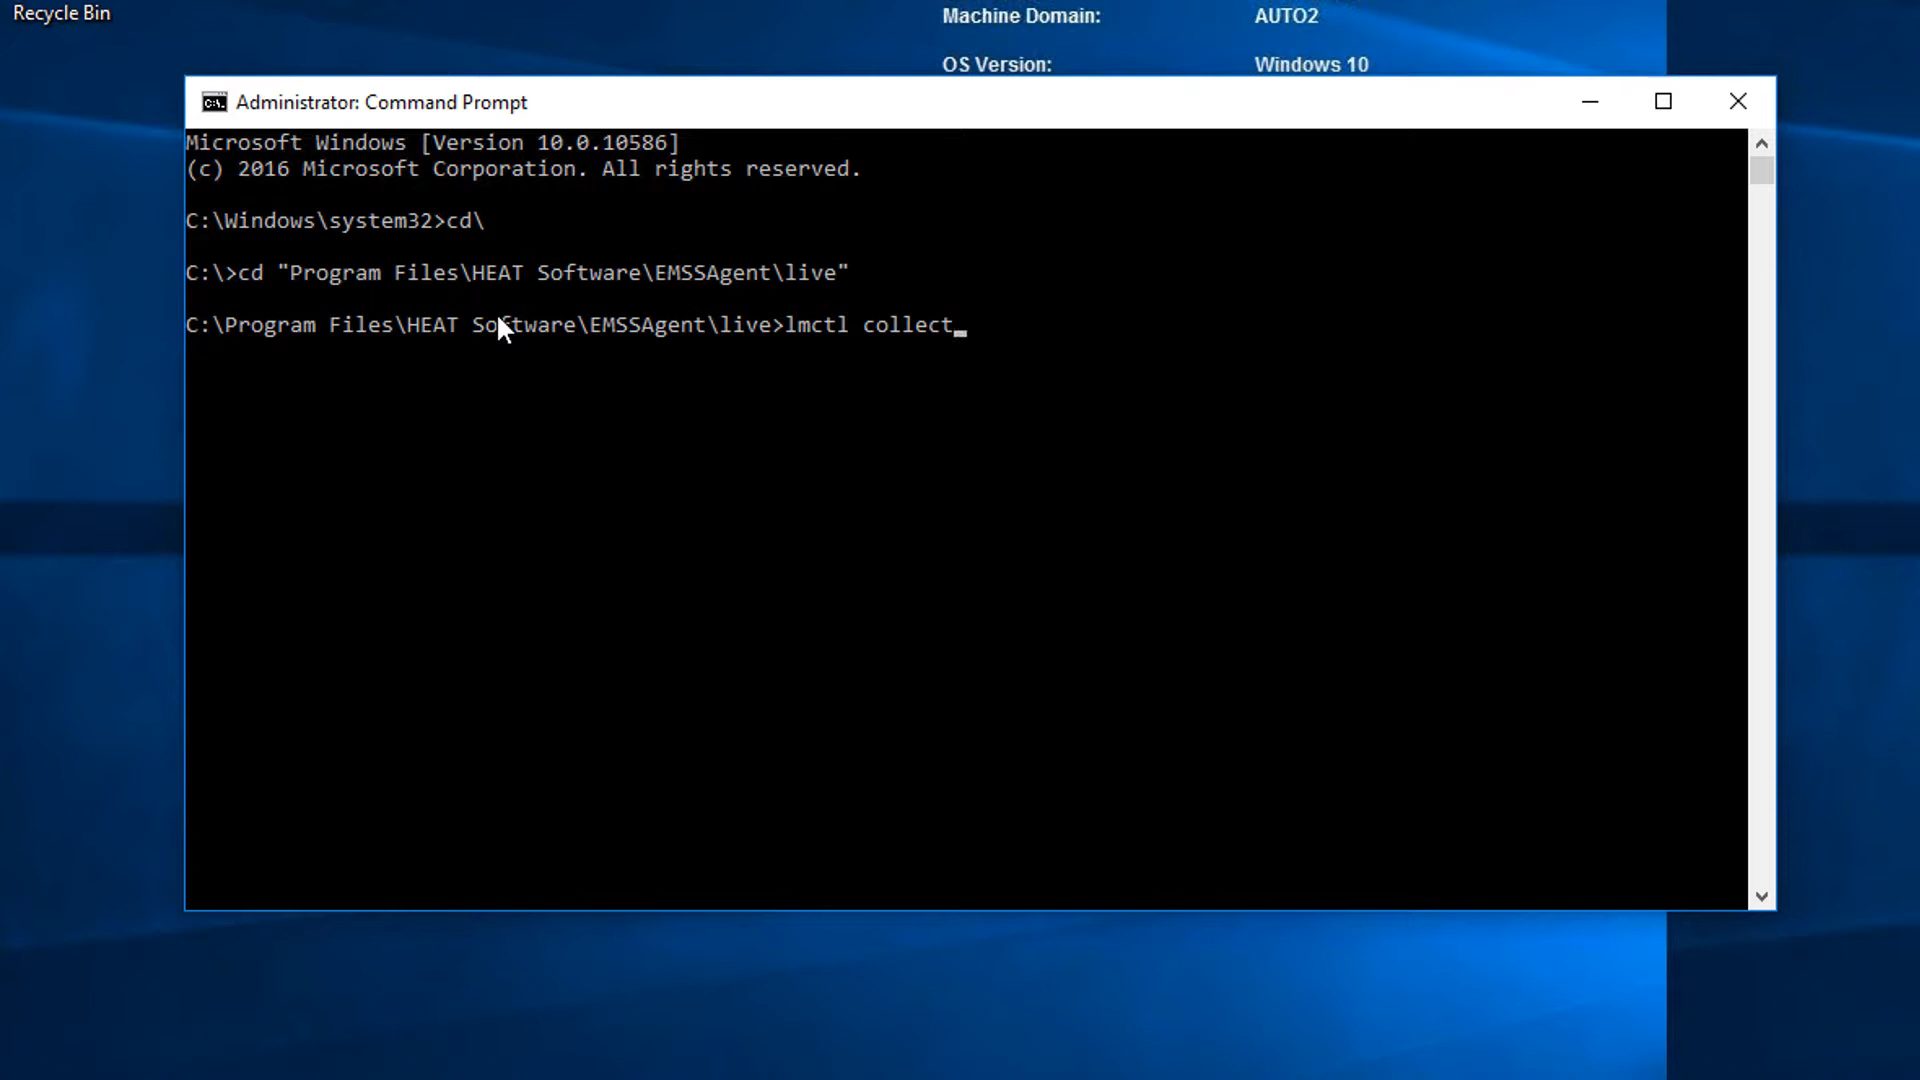 Recycle Bin
Machine Domain: AUTO2
OS Version: Windows 10
Administrator: Command Prompt
Microsoft Windows [Version 10.0.10586]
(c) 2016 Microsoft Corporation. All rights reserved.
C:\Windows\system32>cd\
C:\>cd "Program Files\HEAT Software\EMSSAgent\live"
C:\Program Files\HEAT Software\EMSSAgent\live>lmctl collect_